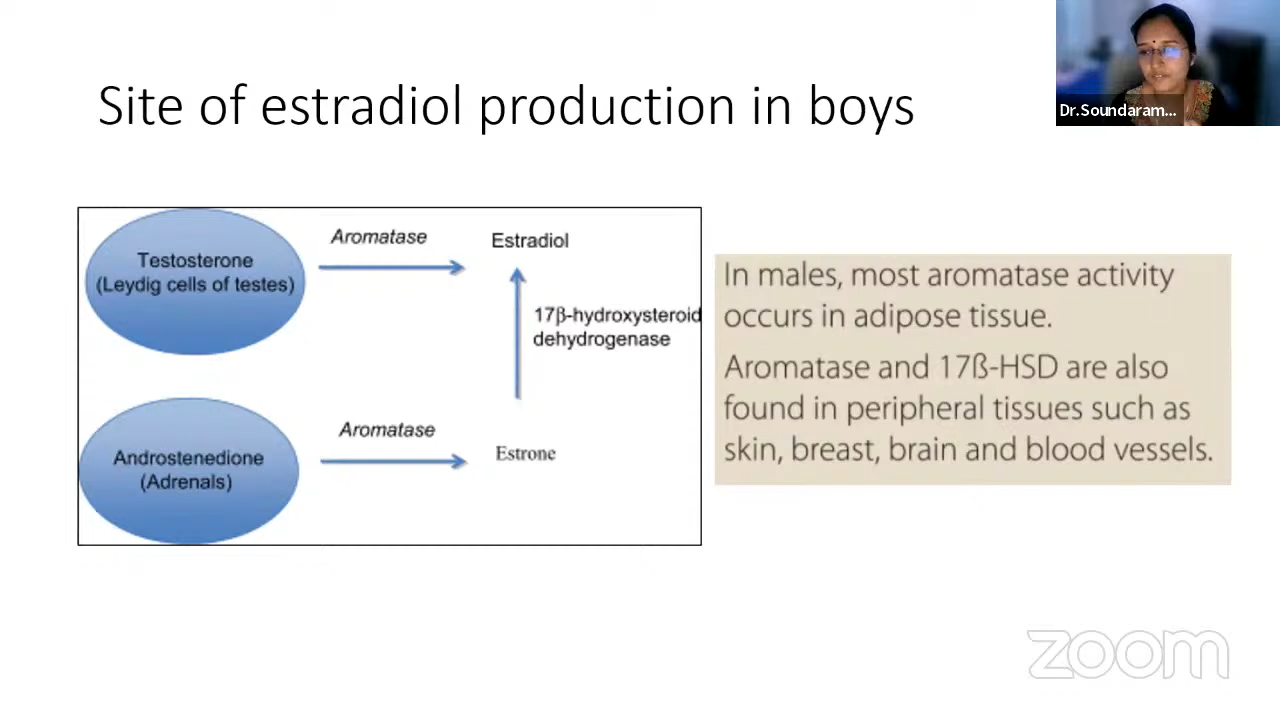 Site of estradiol production in boys
Dr.Soundaram...
Testosterone
(Leydig cells of testes)
Aromatase
Estradiol
17β-hydroxysteroid
dehydrogenase
Androstenedione
(Adrenals)
Aromatase
Estrone
In males, most aromatase activity
occurs in adipose tissue.
Aromatase and 17ß-HSD are also
found in peripheral tissues such as
skin, breast, brain and blood vessels.
zoom